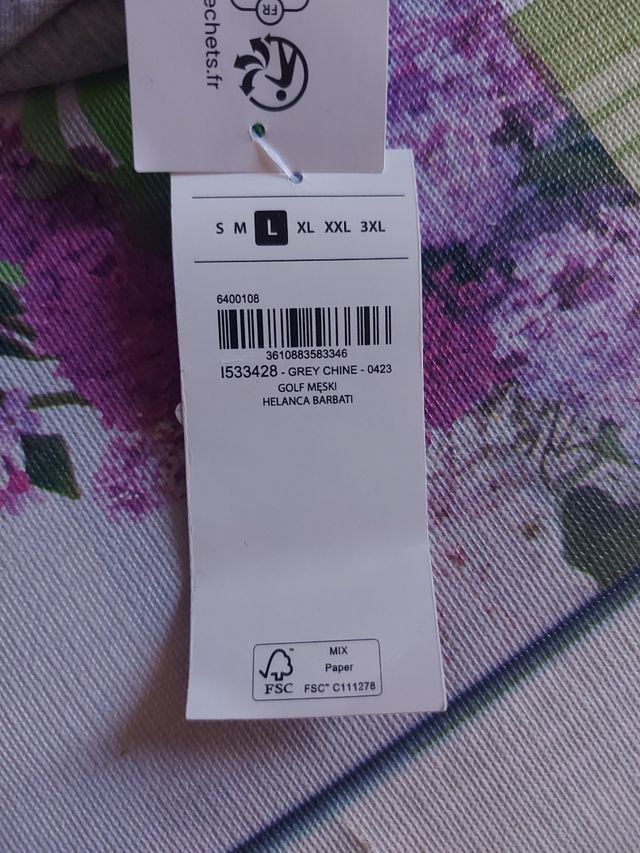 echets.fr
FR
S M L XL XXL 3XL
6400108
3610883583346
I533428 - GREY CHINE - 0423
GOLF MĘSKI
HELANCA BARBATI
MIX
Paper
FSC™ C111278
FSC